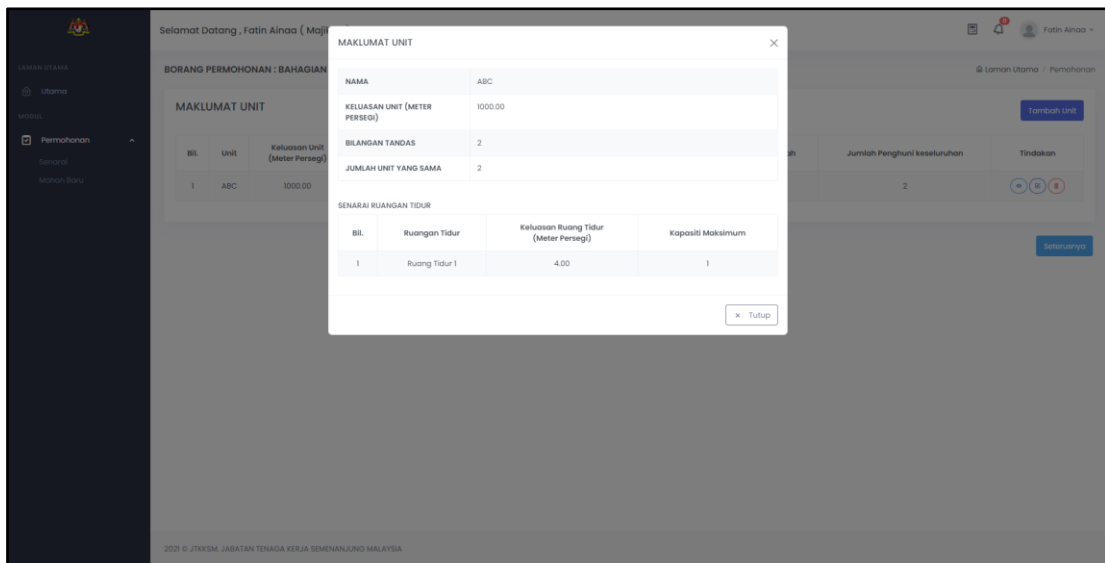 Selamat Datang , Fatin Ainaa ( Maji
0
Fatin Ainaa
LAMAN UTAMA
Utama
MODUL
Permohonan
Senarai
Mohon Baru
BORANG PERMOHONAN : BAHAGIAN
Laman Utama / Pemohonan
MAKLUMAT UNIT
Tambah Unit
Bil. Unit Keluasan Unit
(Meter Persegi)
Jumlah Penghuni keseluruhan Tindakan
1 ABC 1000.00 2
Seterusnya
MAKLUMAT UNIT
NAMA ABC
KELUASAN UNIT (METER PERSEGI) 1000.00
BILANGAN TANDAS 2
JUMLAH UNIT YANG SAMA 2
SENARAI RUANGAN TIDUR
Bil. Ruangan Tidur Keluasan Ruang Tidur
(Meter Persegi) Kapasiti Maksimum
1 Ruang Tidur 1 4.00 1
× Tutup
2021 © JTKKSM. JABATAN TENAGA KERJA SEMENANJUNG MALAYSIA